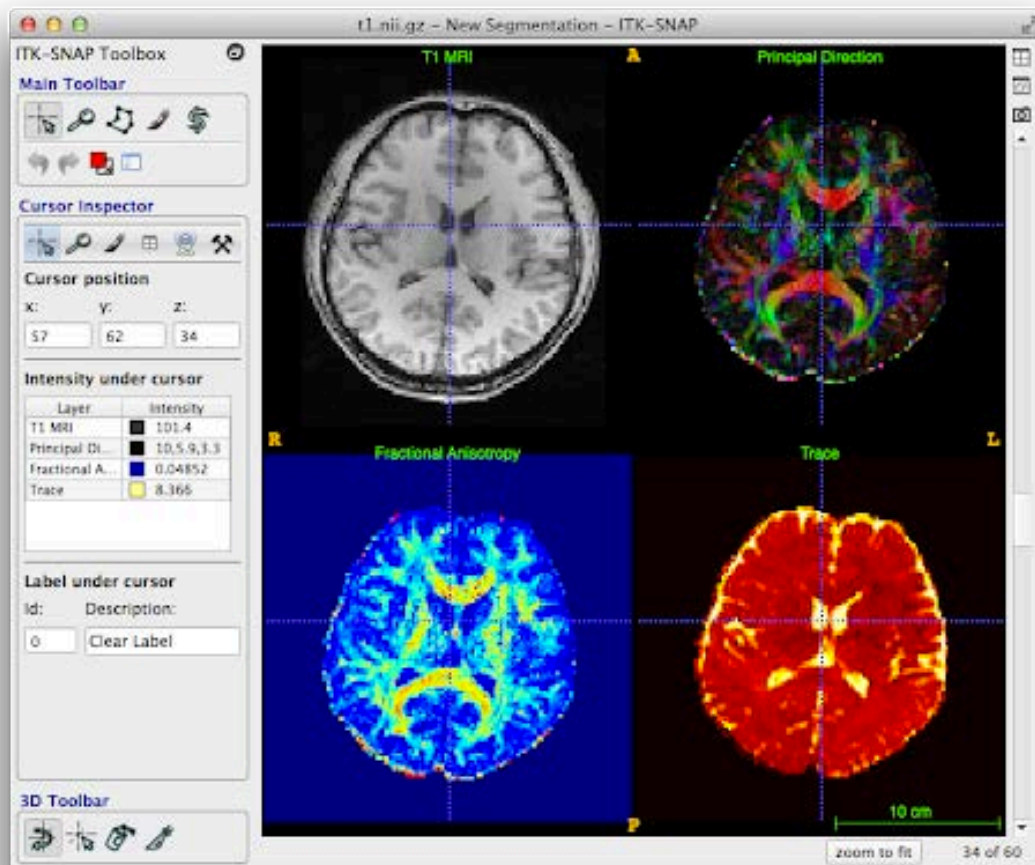 t1.nii.gz – New Segmentation – ITK-SNAP
ITK-SNAP Toolbox
Main Toolbar
Cursor Inspector
Cursor position
x: y: z:
57 62 34
Intensity under cursor
Layer Intensity
T1 MRI 101.4
Principal Di... 10,5.9,3.3
Fractional A... 0.04852
Trace 8.366
Label under cursor
Id: Description:
0 Clear Label
3D Toolbar
T1 MRI
A
Principal Direction
R
L
Fractional Anisotropy
Trace
10 cm
P
zoom to fit
34 of 60